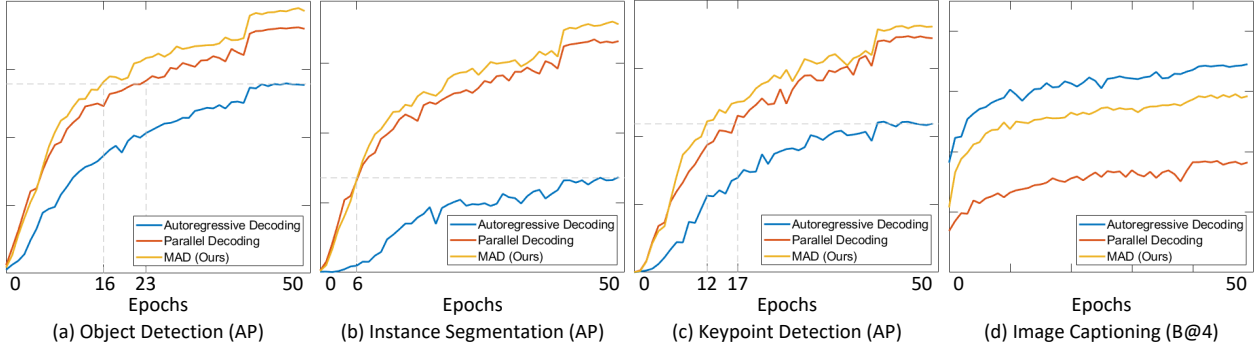 Autoregressive Decoding
Parallel Decoding
MAD (Ours)
0 16 23 50
Epochs
(a) Object Detection (AP)
Autoregressive Decoding
Parallel Decoding
MAD (Ours)
0 6 50
Epochs
(b) Instance Segmentation (AP)
Autoregressive Decoding
Parallel Decoding
MAD (Ours)
0 12 17 50
Epochs
(c) Keypoint Detection (AP)
Autoregressive Decoding
Parallel Decoding
MAD (Ours)
0 50
Epochs
(d) Image Captioning (B@4)